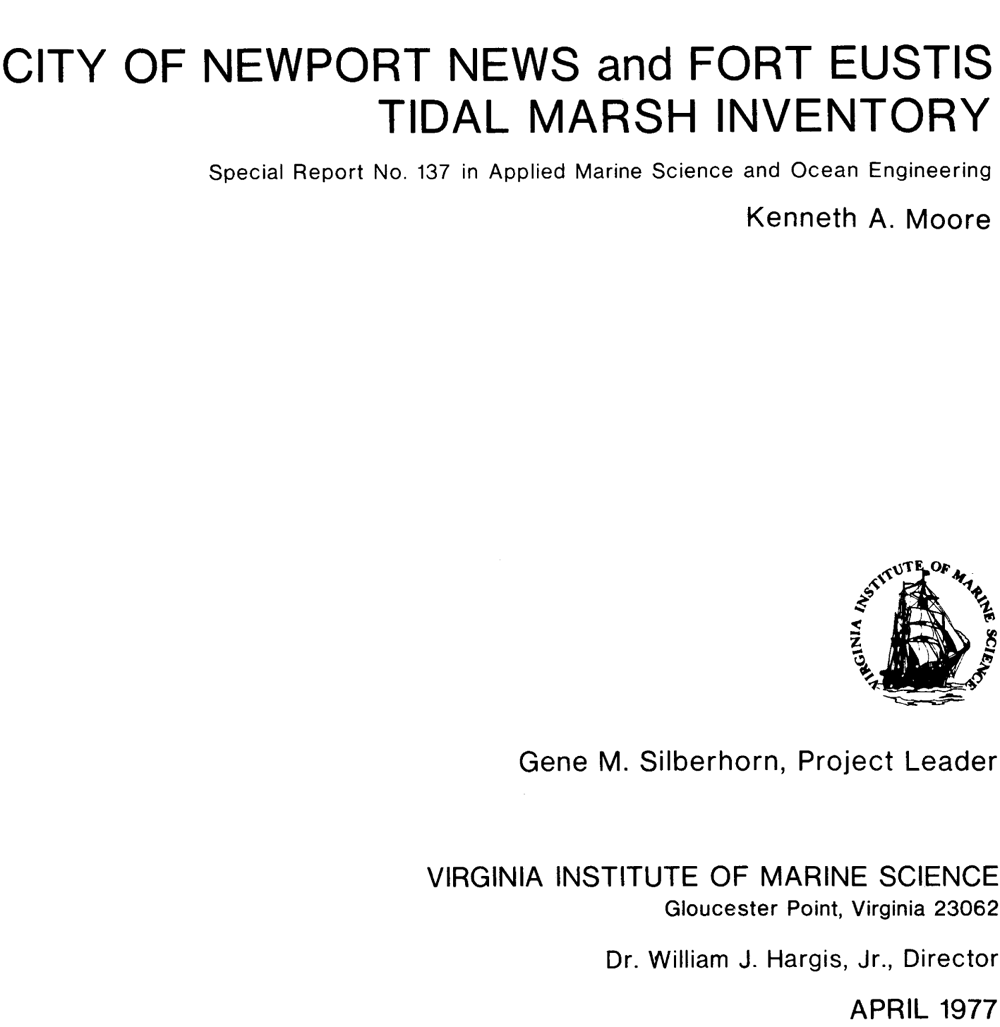 CITY OF NEWPORT NEWS and FORT EUSTIS
TIDAL MARSH INVENTORY
Special Report No. 137 in Applied Marine Science and Ocean Engineering
Kenneth A. Moore
VIRGINIA INSTITUTE OF MARINE SCIENCE
Gene M. Silberhorn, Project Leader
VIRGINIA INSTITUTE OF MARINE SCIENCE
Gloucester Point, Virginia 23062
Dr. William J. Hargis, Jr., Director
APRIL 1977